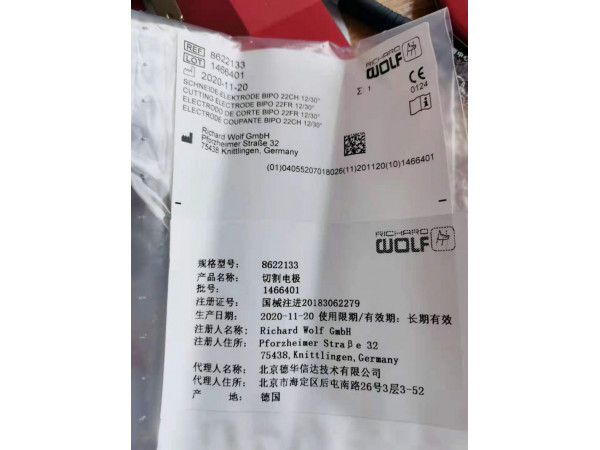 REF 8622133
LOT 1466401
2020-11-20
SCHNEIDE-ELEKTRODE BIPO 22CH 12/30°
CUTTING ELECTRODE BIPO 22FR 12/30°
ELECTRODO DE CORTE BIPO 22FR 12/30°
ELECTRODE COUPANTE BIPO 22CH 12/30°
Richard Wolf GmbH
Pforzheimer Straße 32
75438 Knittlingen, Germany
RICHARD
WOLF
Σ: 1
CE
0124
(01)04055207018026(11)201120(10)1466401
RICHARD
WOLF
规格型号: 8622133
产品名称: 切割电极
批号: 1466401
注册证号: 国械注进20183062279
生产日期: 2020-11-20 使用限期/有效期: 长期有效
注册人名称: Richard Wolf GmbH
注册人住所: Pforzheimer Straβe 32
75438,Knittlingen,Germany
代理人名称: 北京德华信达技术有限公司
代理人住所: 北京市海淀区后屯南路26号3层3-52
产 地: 德国